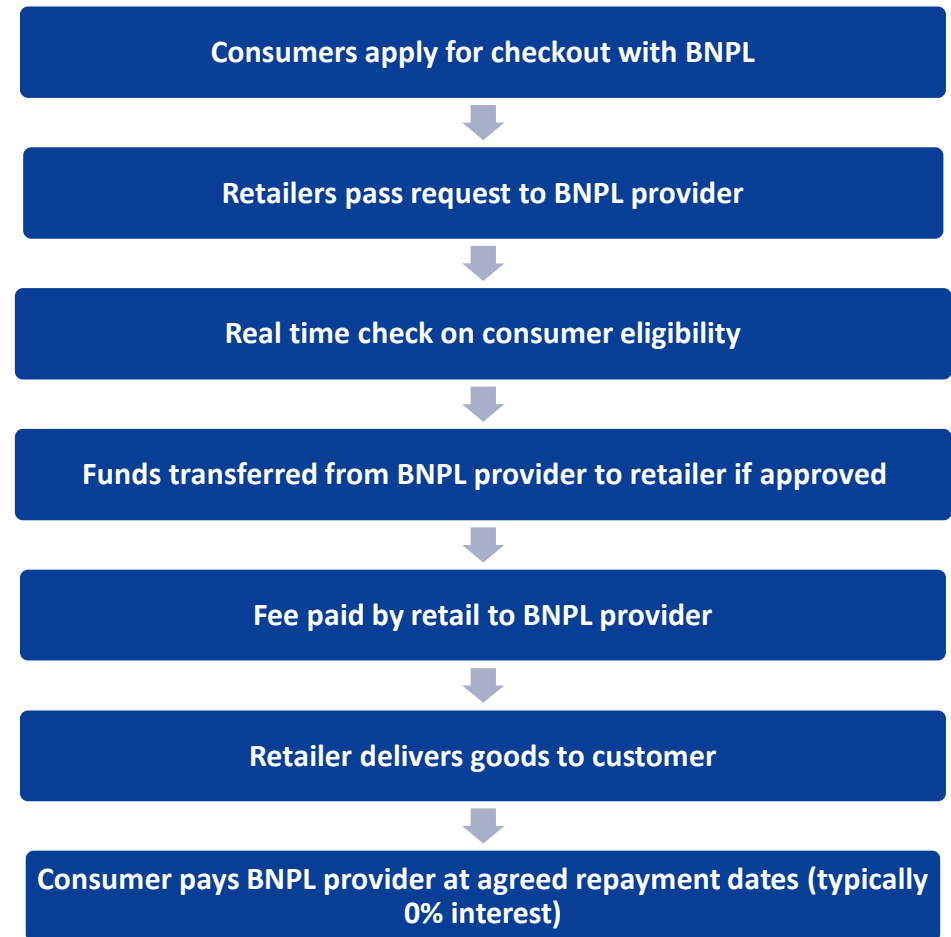 Consumers apply for checkout with BNPL
Retailers pass request to BNPL provider
Real time check on consumer eligibility
Funds transferred from BNPL provider to retailer if approved
Fee paid by retail to BNPL provider
Retailer delivers goods to customer
Consumer pays BNPL provider at agreed repayment dates (typically
0% interest)